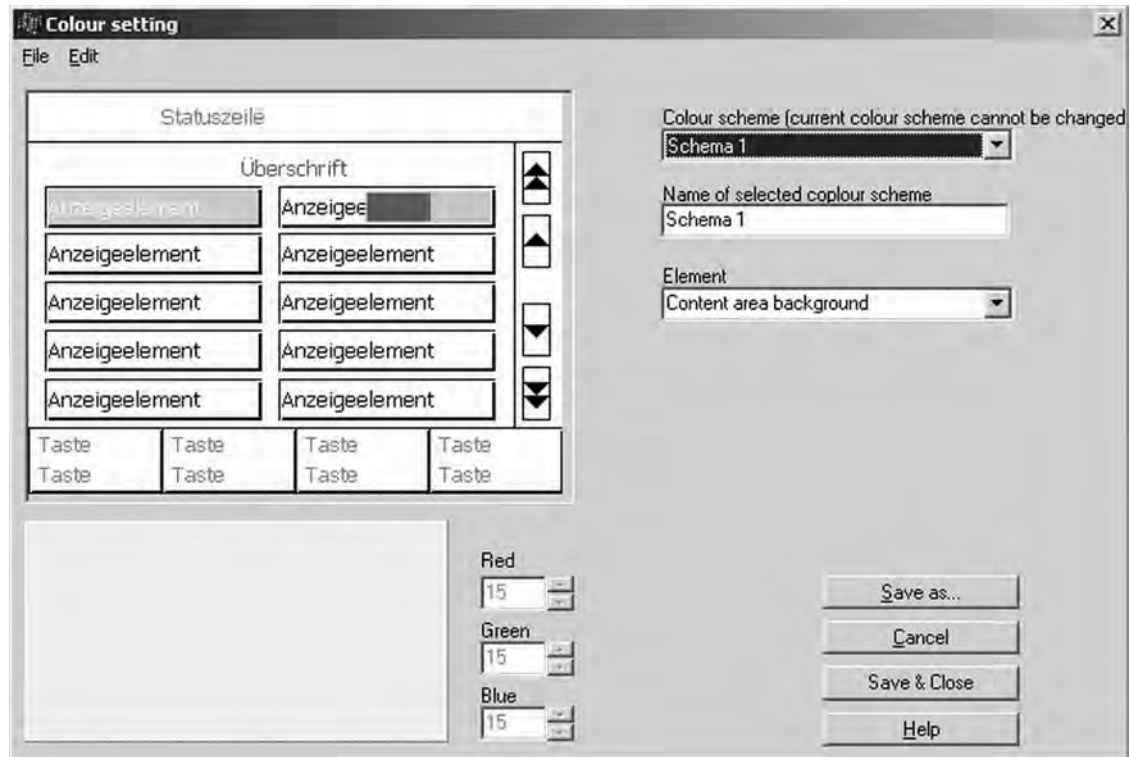 Colour setting
File Edit
Statuszeile
Überschrift
Anzeigeelement Anzeigee
Anzeigeelement Anzeigeelement
Anzeigeelement Anzeigeelement
Anzeigeelement Anzeigeelement
Anzeigeelement Anzeigeelement
Taste Taste Taste Taste
Taste Taste Taste Taste
Colour scheme (current colour scheme cannot be changed
Schema 1
Name of selected coplour scheme
Schema 1
Element
Content area background
Red
15
Green
15
Blue
15
Save as...
Cancel
Save & Close
Help